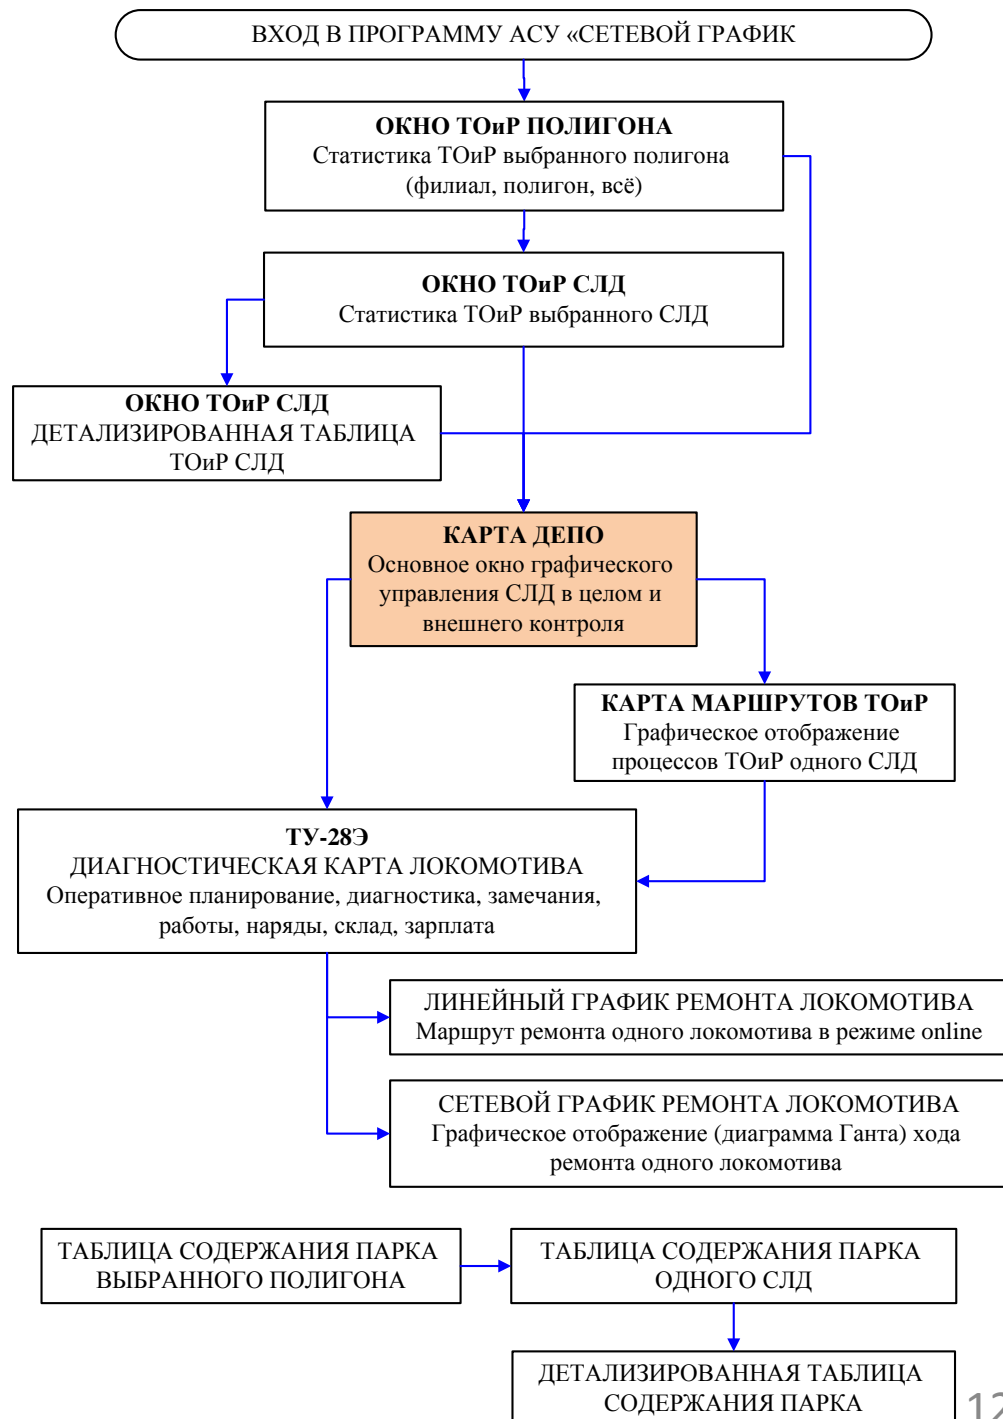 ВХОД В ПРОГРАММУ АСУ «СЕТЕВОЙ ГРАФИК
ОКНО ТОиР ПОЛИГОНА
Статистика ТОиР выбранного полигона
(филиал, полигон, всё)
ОКНО ТОиР СЛД
Статистика ТОиР выбранного СЛД
ОКНО ТОиР СЛД
ДЕТАЛИЗИРОВАННАЯ ТАБЛИЦА
ТОиР СЛД
КАРТА ДЕПО
Основное окно графического
управления СЛД в целом и
внешнего контроля
КАРТА МАРШРУТОВ ТОиР
Графическое отображение
процессов ТОиР одного СЛД
ТУ-28Э
ДИАГНОСТИЧЕСКАЯ КАРТА ЛОКОМОТИВА
Оперативное планирование, диагностика, замечания,
работы, наряды, склад, зарплата
ЛИНЕЙНЫЙ ГРАФИК РЕМОНТА ЛОКОМОТИВА
Маршрут ремонта одного локомотива в режиме online
СЕТЕВОЙ ГРАФИК РЕМОНТА ЛОКОМОТИВА
Графическое отображение (диаграмма Ганта) хода
ремонта одного локомотива
ТАБЛИЦА СОДЕРЖАНИЯ ПАРКА
ВЫБРАННОГО ПОЛИГОНА
ТАБЛИЦА СОДЕРЖАНИЯ ПАРКА
ОДНОГО СЛД
ДЕТАЛИЗИРОВАННАЯ ТАБЛИЦА
СОДЕРЖАНИЯ ПАРКА
12